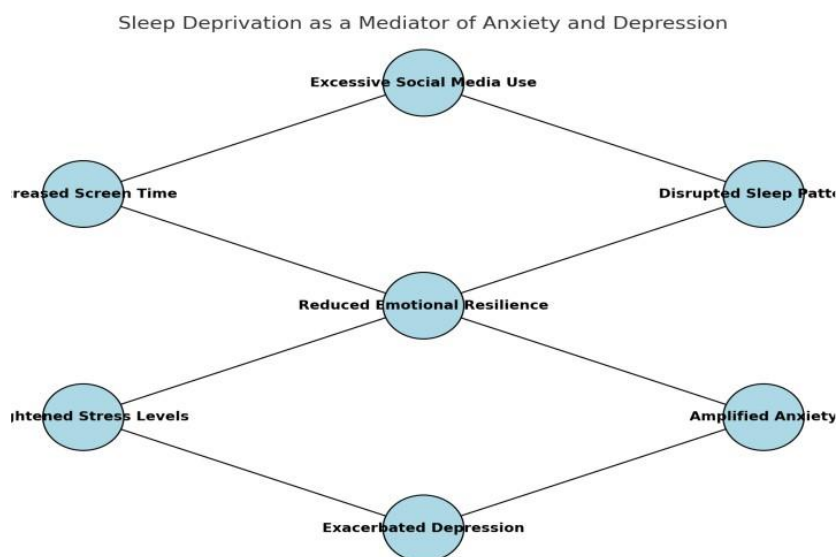 Sleep Deprivation as a Mediator of Anxiety and Depression
Excessive Social Media Use
creased Screen Time
Disrupted Sleep Patte
Reduced Emotional Resilience
ghtened Stress Levels
Amplified Anxiety
Exacerbated Depression